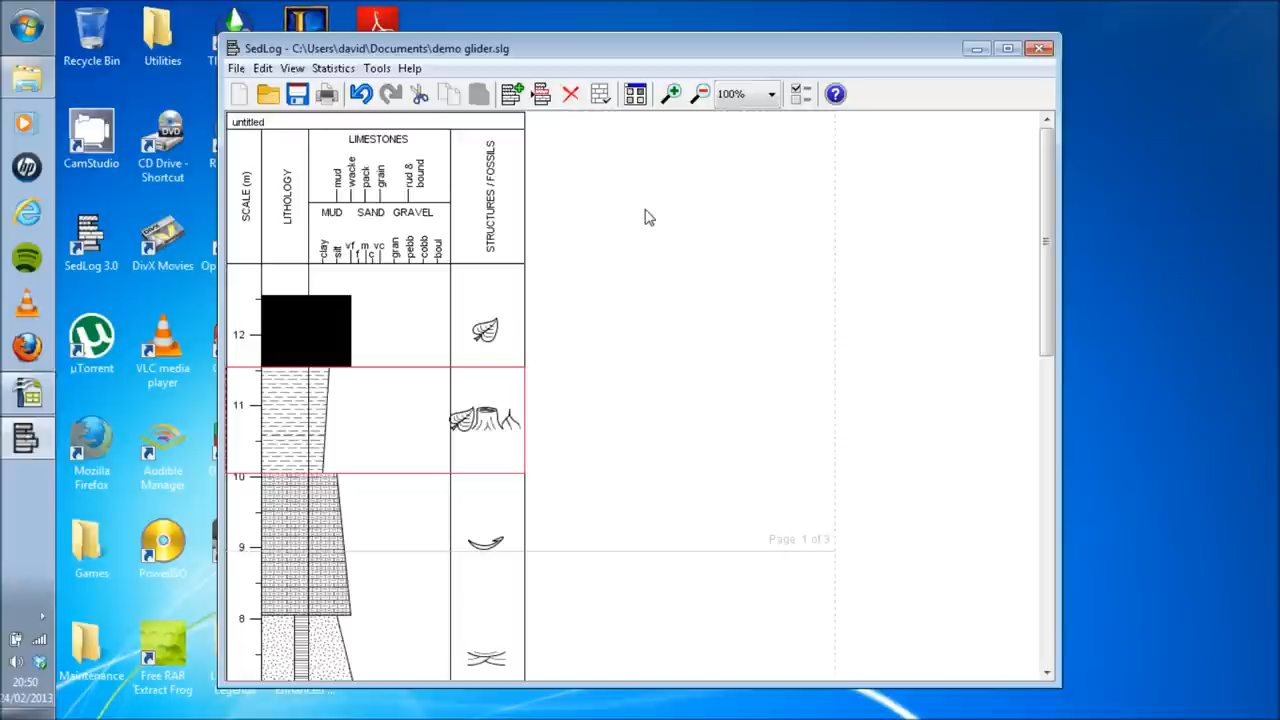 SedLog - C:\Users\david\Documents\demo glider.slg
File Edit View Statistics Tools Help
100%
untitled
SCALE (m)
LITHOLOGY
LIMESTONES
mud
wacke
pack
grain
rud &
bound
MUD SAND GRAVEL
clay
silt
vf
f
m
c
vc
gran
pebb
cobb
boul
STRUCTURES / FOSSILS
12
11
10
9
8
Page 1 of 3
Recycle Bin
Utilities
CamStudio
CD Drive -
Shortcut
SedLog 3.0
DivX Movies
µTorrent
VLC media
player
Mozilla
Firefox
Audible
Manager
Games
PowerISO
Maintenance
Free RAR
Extract Frog
20:50
24/02/2013